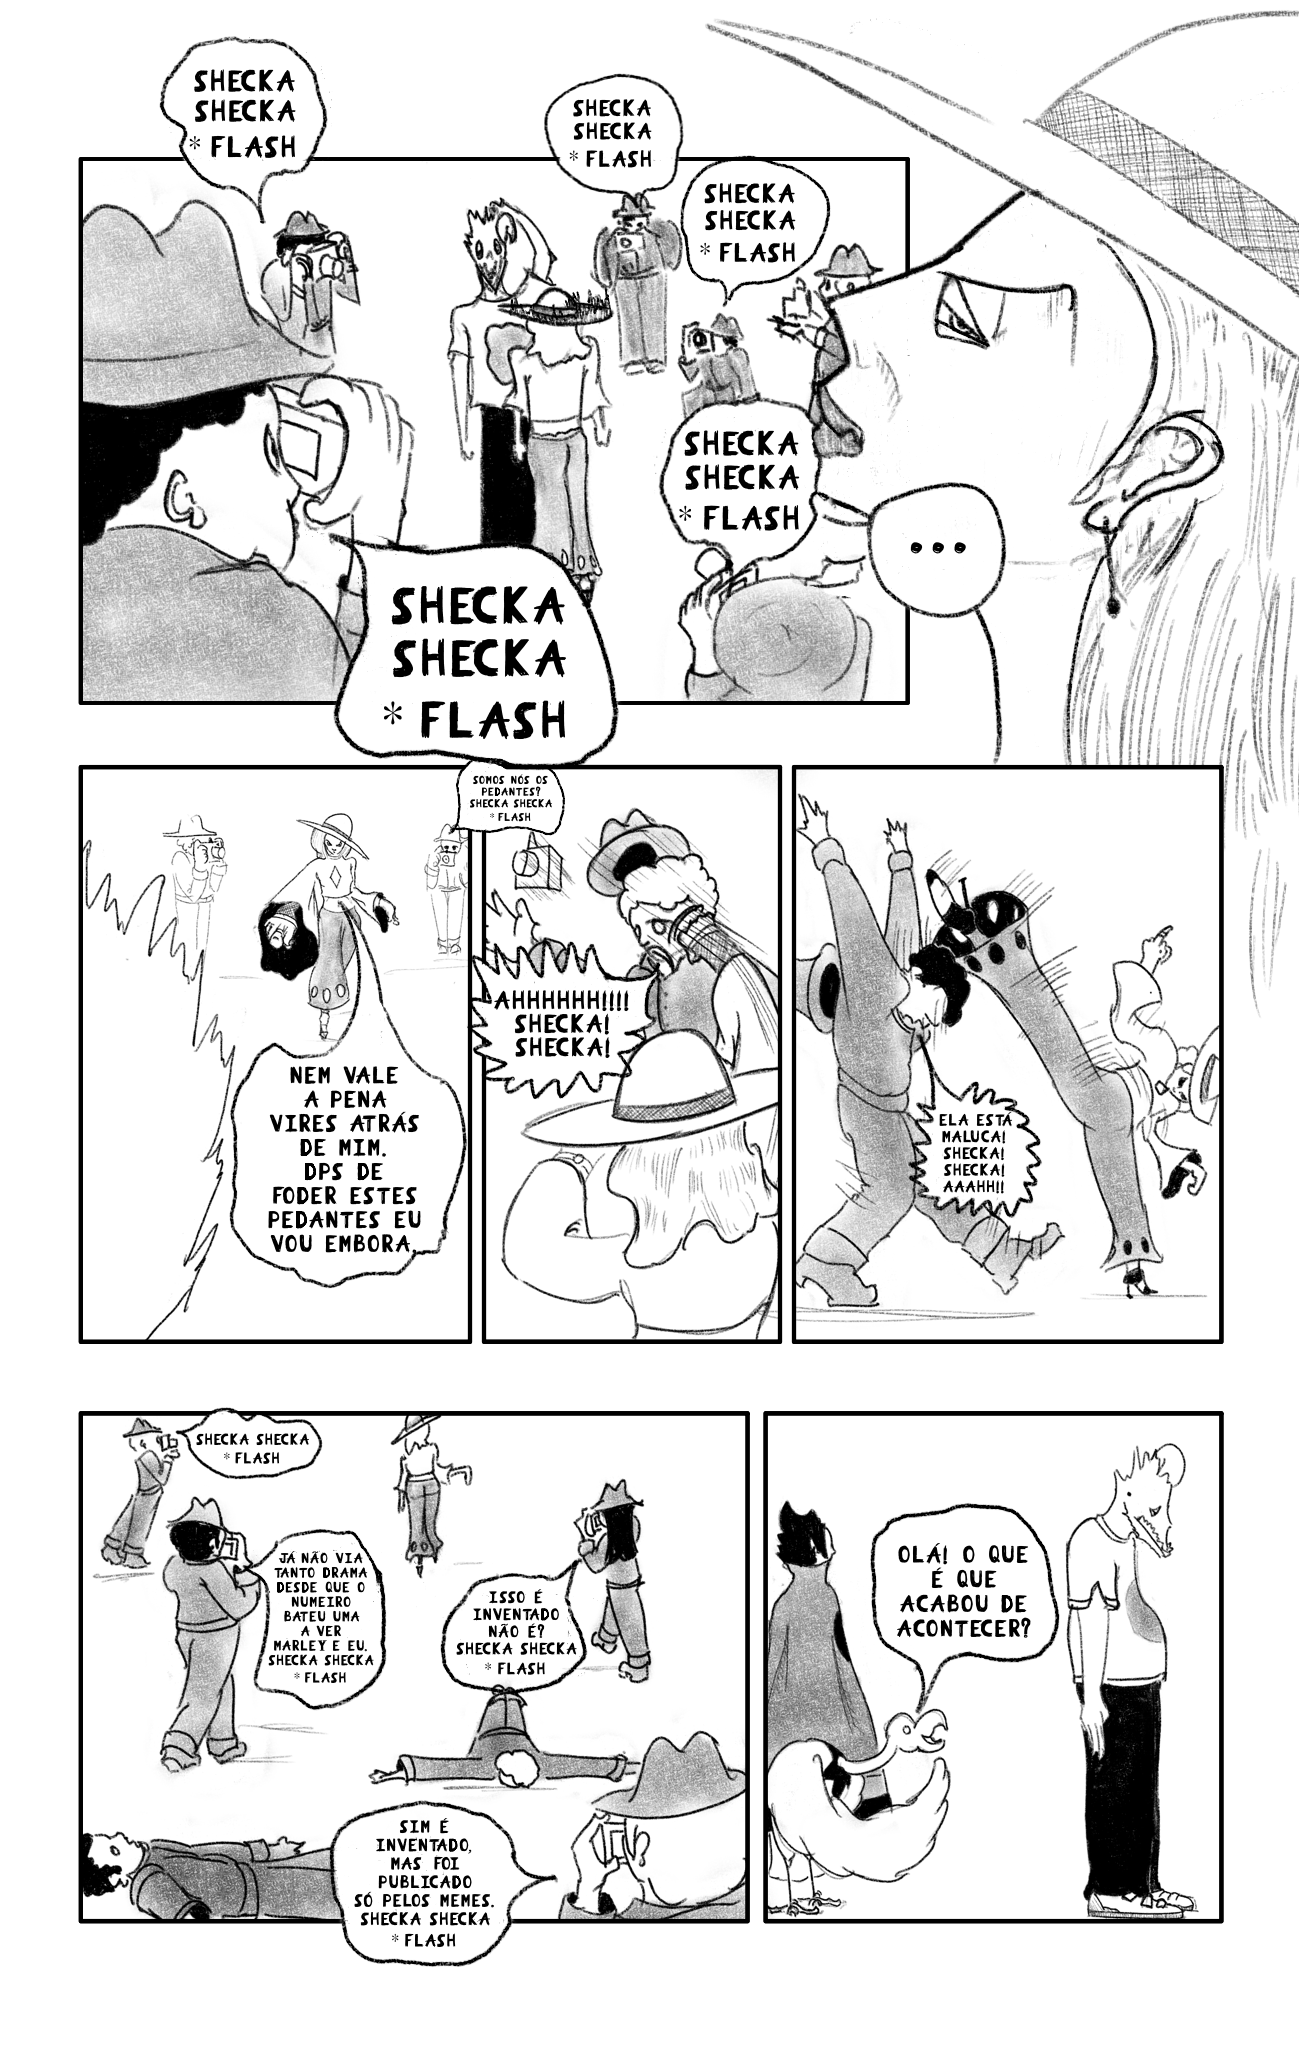 SHECKA
SHECKA
* FLASH
SHECKA
SHECKA
* FLASH
SHECKA
SHECKA
* FLASH
SHECKA
SHECKA
* FLASH
SHECKA
SHECKA
* FLASH
...
NEM VALE
A PENA
VIRES ATRÁS
DE MIM.
DPS DE
FODER ESTES
PEDANTES EU
VOU EMBORA.
SOMOS NÓS OS
PEDANTES?
SHECKA SHECKA
* FLASH
AHHHHHH!!!!
SHECKA!
SHECKA!
ELA ESTÁ
MALUCA!
SHECKA!
SHECKA!
AAAHH!!
SHECKA SHECKA
* FLASH
JÁ NÃO VIA
TANTO DRAMA
DESDE QUE O
NUMEIRO
BATEU UMA
A VER
MARLEY E EU.
SHECKA SHECKA
* FLASH
ISSO É
INVENTADO
NÃO É?
SHECKA SHECKA
* FLASH
SIM É
INVENTADO,
MAS FOI
PUBLICADO
SÓ PELOS MEMES.
SHECKA SHECKA
* FLASH
OLÁ! O QUE
É QUE
ACABOU DE
ACONTECER?